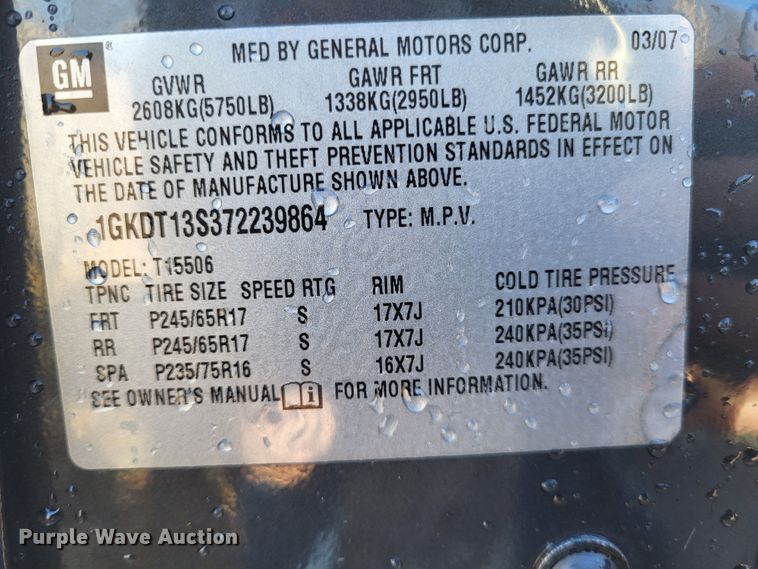 GM
®
MFD BY GENERAL MOTORS CORP. 03/07
GVWR GAWR FRT GAWR RR
2608KG(5750LB) 1338KG(2950LB) 1452KG(3200LB)
THIS VEHICLE CONFORMS TO ALL APPLICABLE U.S. FEDERAL MOTOR
VEHICLE SAFETY AND THEFT PREVENTION STANDARDS IN EFFECT ON
THE DATE OF MANUFACTURE SHOWN ABOVE.
1GKDT13S372239864 TYPE: M.P.V.
MODEL: T15506
TPNC TIRE SIZE SPEED RTG RIM COLD TIRE PRESSURE
FRT P245/65R17 S 17X7J 210KPA(30PSI)
RR P245/65R17 S 17X7J 240KPA(35PSI)
SPA P235/75R16 S 16X7J 240KPA(35PSI)
SEE OWNER'S MANUAL i FOR MORE INFORMATION.
Purple Wave Auction